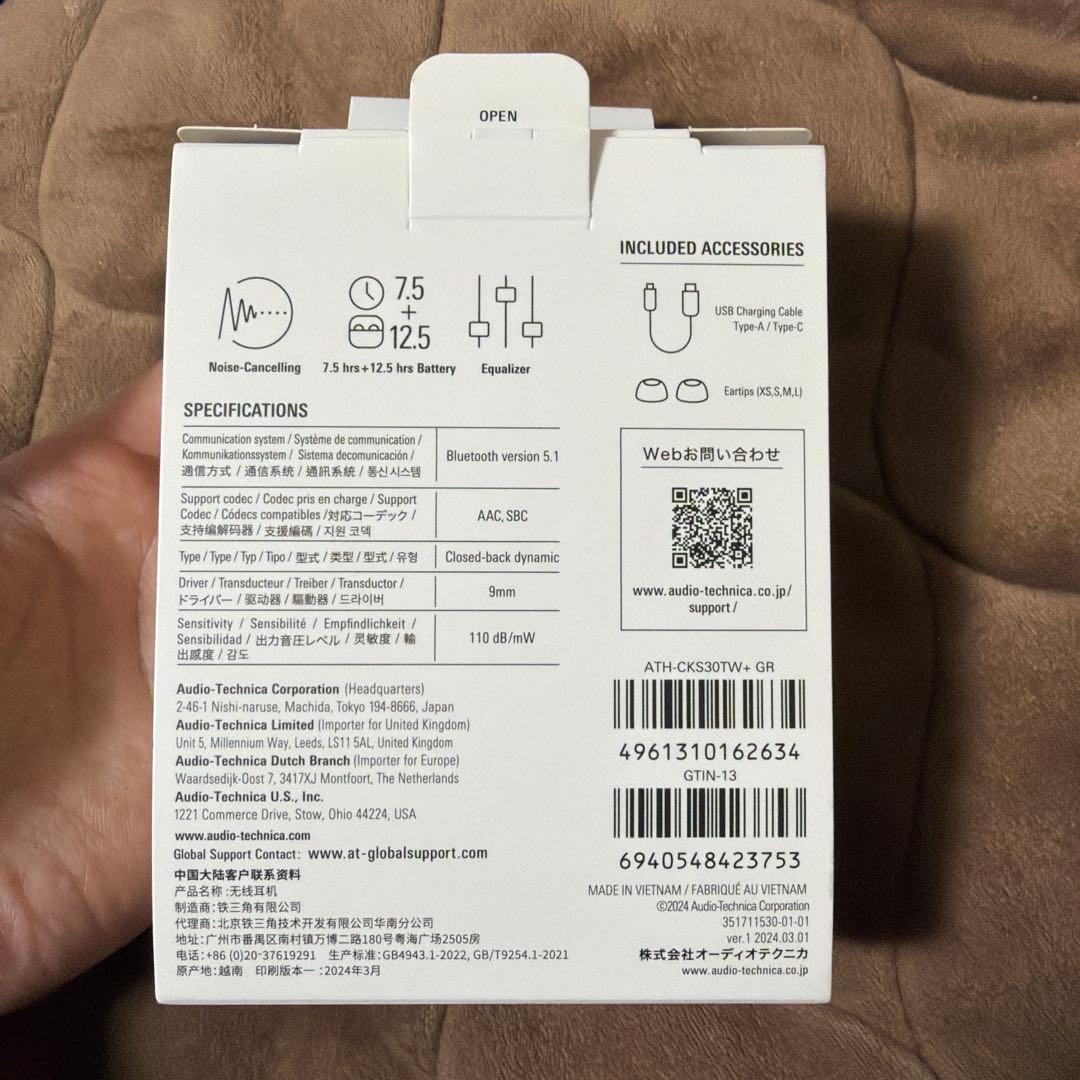 OPEN
INCLUDED ACCESSORIES
USB Charging Cable
Type-A / Type-C
Eartips (XS,S,M,L)
7.5
+
12.5
Noise-Cancelling
7.5 hrs+12.5 hrs Battery
Equalizer
SPECIFICATIONS
Communication system / Système de communication /
Kommunikationssystem / Sistema decomunicación /
通信方式 / 通信系统 / 通訊系統 / 통신시스템
Bluetooth version 5.1
Support codec / Codec pris en charge / Support
Codec / Códecs compatibles /対応コーデック /
支持编解码器 / 支援編碼 / 지원 코덱
AAC, SBC
Type / Type / Typ / Tipo / 型式 / 类型 / 型式 / 유형
Closed-back dynamic
Driver / Transducteur / Treiber / Transductor /
ドライバー / 驱动器 / 驅動器 / 드라이버
9mm
Sensitivity / Sensibilité / Empfindlichkeit /
Sensibilidad / 出力音圧レベル / 灵敏度 / 輸
出感度 / 감도
110 dB/mW
Webお問い合わせ
www.audio-technica.co.jp/
support /
Audio-Technica Corporation (Headquarters)
2-46-1 Nishi-naruse, Machida, Tokyo 194-8666, Japan
Audio-Technica Limited (Importer for United Kingdom)
Unit 5, Millennium Way, Leeds, LS11 5AL, United Kingdom
Audio-Technica Dutch Branch (Importer for Europe)
Waardsedijk-Oost 7, 3417XJ Montfoort, The Netherlands
Audio-Technica U.S., Inc.
1221 Commerce Drive, Stow, Ohio 44224, USA
www.audio-technica.com
Global Support Contact: www.at-globalsupport.com
中国大陆客户联系资料
产品名称 :无线耳机
制造商:铁三角有限公司
代理商:北京铁三角技术开发有限公司华南分公司
地址:广州市番禺区南村镇万博二路180号粤海广场2505房
电话:+86 (0)20-37619291 生产标准:GB4943.1-2022, GB/T9254.1-2021
原产地:越南 印刷版本一 :2024年3月
ATH-CKS30TW+ GR
4961310162634
GTIN-13
6940548423753
MADE IN VIETNAM / FABRIQUÉ AU VIETNAM
©2024 Audio-Technica Corporation
351711530-01-01
ver.1 2024.03.01
株式会社オーディオテクニカ
www.audio-technica.co.jp